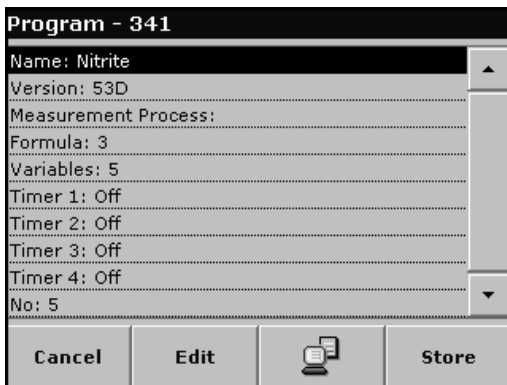 Program - 341
Name: Nitrite
Version: 53D
Measurement Process:
Formula: 3
Variables: 5
Timer 1: Off
Timer 2: Off
Timer 3: Off
Timer 4: Off
No: 5
Cancel Edit Store